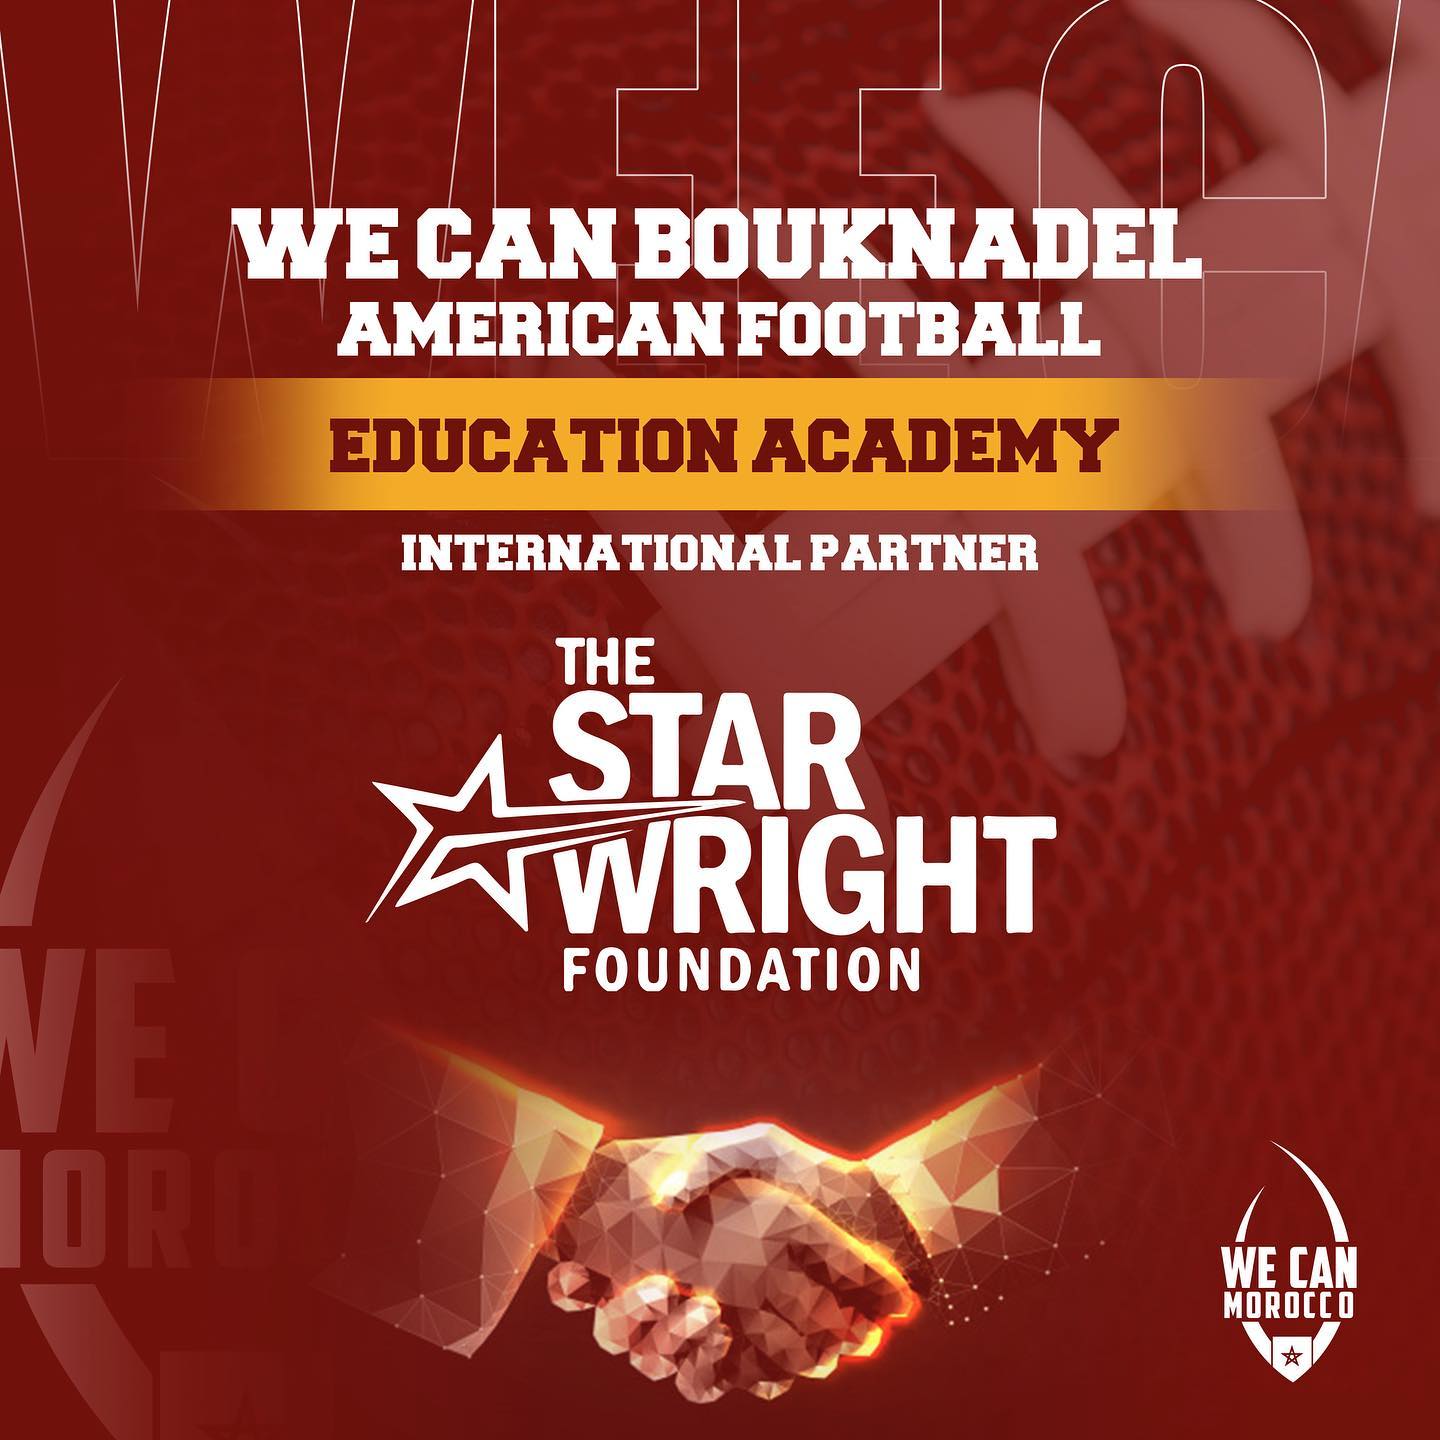 WE CAN BOUKNADEL
AMERICAN FOOTBALL
EDUCATION ACADEMY
INTERNATIONAL PARTNER
THE
STAR
WRIGHT
FOUNDATION
WE CAN
MOROCCO